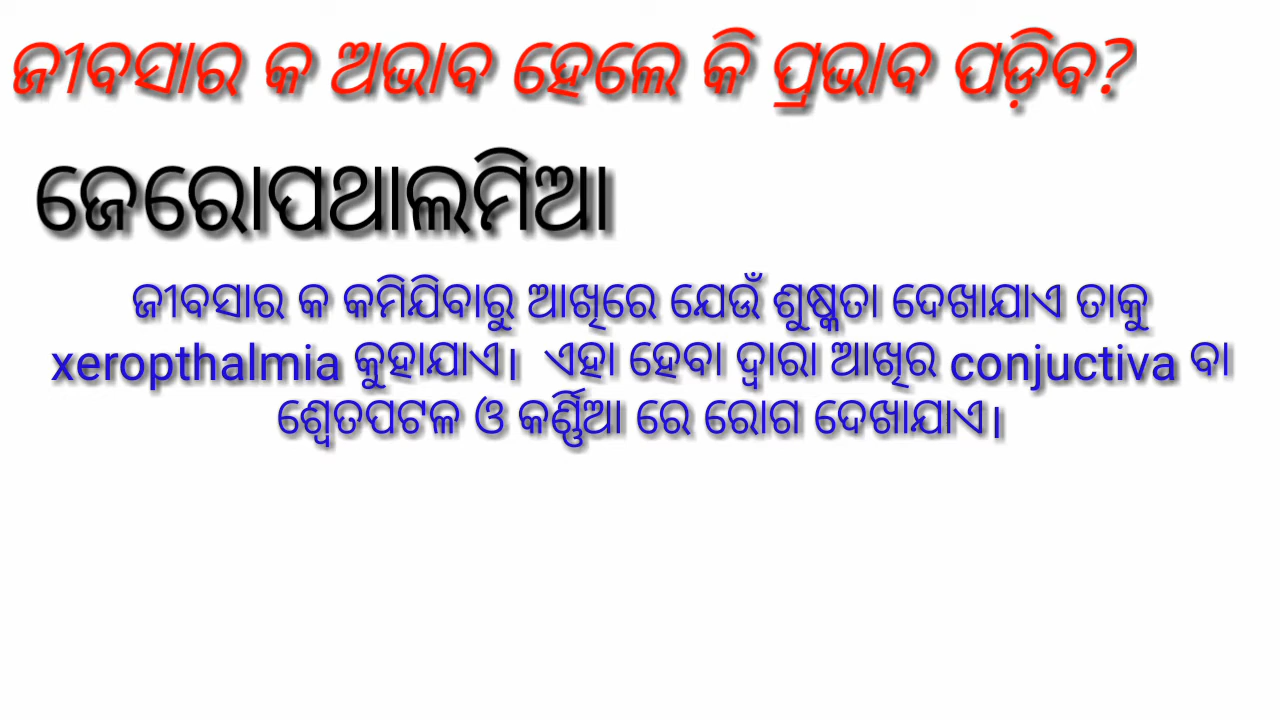 ଜୀବସାର କ ଅଭାବ ହେଲେ କି ପ୍ରଭାବ ପଡ଼ିବ?
ଜେରୋପଥାଲମିଆ
ଜୀବସାର କ କମିଯିବାରୁ ଆଖିରେ ଯେଉଁ ଶୁଷ୍କତା ଦେଖାଯାଏ ତାକୁ
xeropthalmia କୁହାଯାଏ। ଏହା ହେବା ଦ୍ୱାରା ଆଖିର conjuctiva ବା
ଶ୍ୱେତପଟଳ ଓ କର୍ଣ୍ଣିଆ ରେ ରୋଗ ଦେଖାଯାଏ।